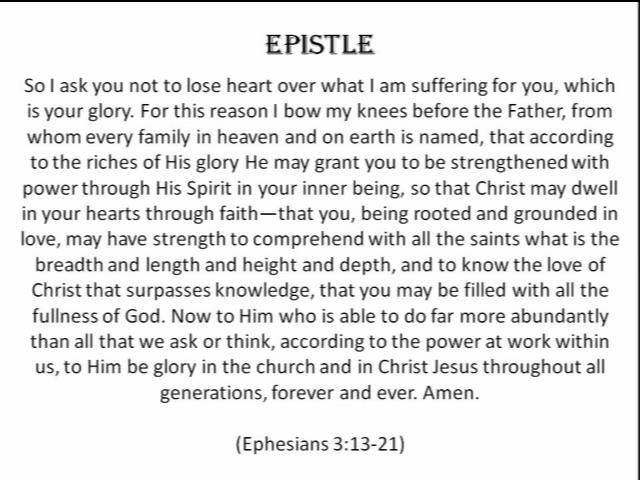 EPISTLE
So I ask you not to lose heart over what I am suffering for you, which
is your glory. For this reason I bow my knees before the Father, from
whom every family in heaven and on earth is named, that according
to the riches of His glory He may grant you to be strengthened with
power through His Spirit in your inner being, so that Christ may dwell
in your hearts through faith—that you, being rooted and grounded in
love, may have strength to comprehend with all the saints what is the
breadth and length and height and depth, and to know the love of
Christ that surpasses knowledge, that you may be filled with all the
fullness of God. Now to Him who is able to do far more abundantly
than all that we ask or think, according to the power at work within
us, to Him be glory in the church and in Christ Jesus throughout all
generations, forever and ever. Amen.
(Ephesians 3:13-21)